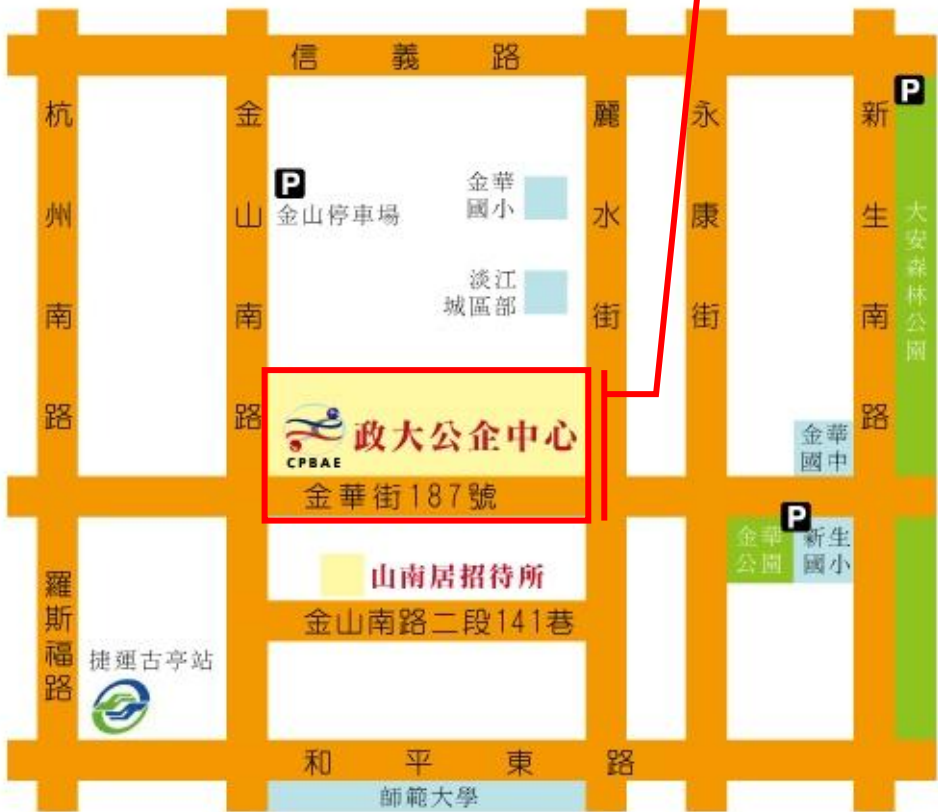 信義路
杭州南路
金山南路
麗水街
永康街
新生南路
P
大安森林公園
P
金山停車場
金華
國小
淡江
城區部
CPBAE
政大公企中心
金華街187號
金華
國中
P
金華
公園
新生
國小
山南居招待所
金山南路二段141巷
羅斯福路
捷運古亭站
和平東路
師範大學